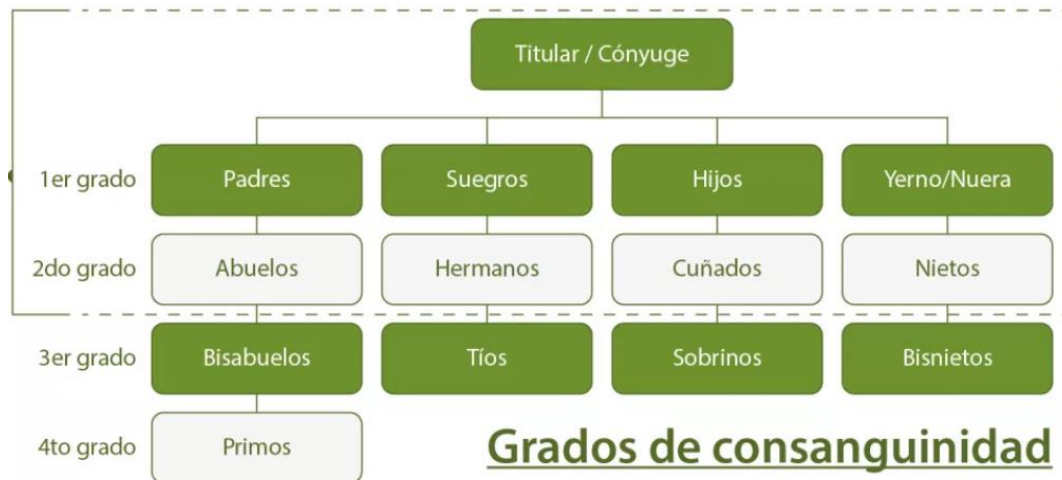 Titular / Cónyuge
1er grado Padres Suegros Hijos Yerno/Nuera
2do grado Abuelos Hermanos Cuñados Nietos
3er grado Bisabuelos Tíos Sobrinos Bisnietos
4to grado Primos
Grados de consanguinidad